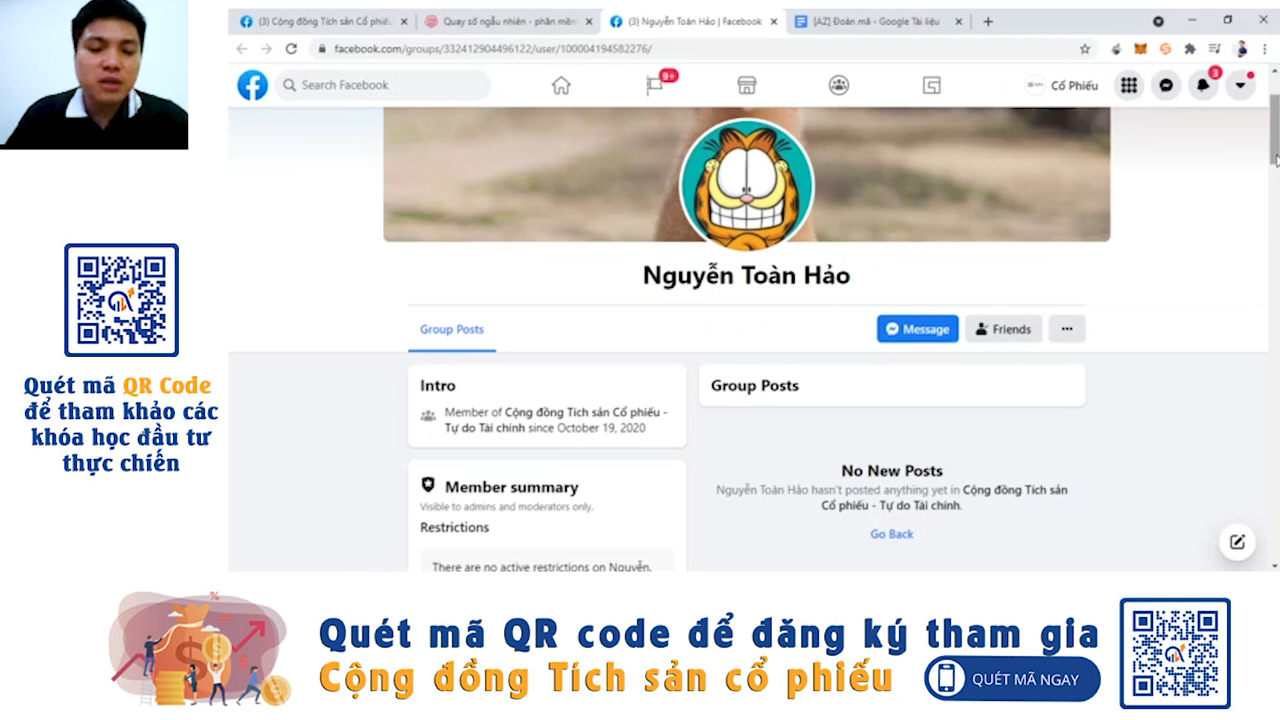 (3) Cộng đồng Tích sản Cổ phiếu
Quay số ngẫu nhiên - phần mềm
(3) Nguyễn Toàn Hảo | Facebook
[AZ] Đoán mã - Google Tài liệu
facebook.com/groups/332412904496122/user/100004194582276/
Search Facebook
9+
Cổ Phiếu
3
Nguyễn Toàn Hảo
Group Posts
Message
Friends
Intro
Member of Cộng đồng Tích sản Cổ phiếu -
Tự do Tài chính since October 19, 2020
Group Posts
Member summary
Visible to admins and moderators only.
Restrictions
There are no active restrictions on Nguyễn.
No New Posts
Nguyễn Toàn Hảo hasn't posted anything yet in Cộng đồng Tích sản
Cổ phiếu - Tự do Tài chính.
Go Back
Quét mã QR Code
để tham khảo các
khóa học đầu tư
thực chiến
Quét mã QR code để đăng ký tham gia
Cộng đồng Tích sản cổ phiếu
QUÉT MÃ NGAY